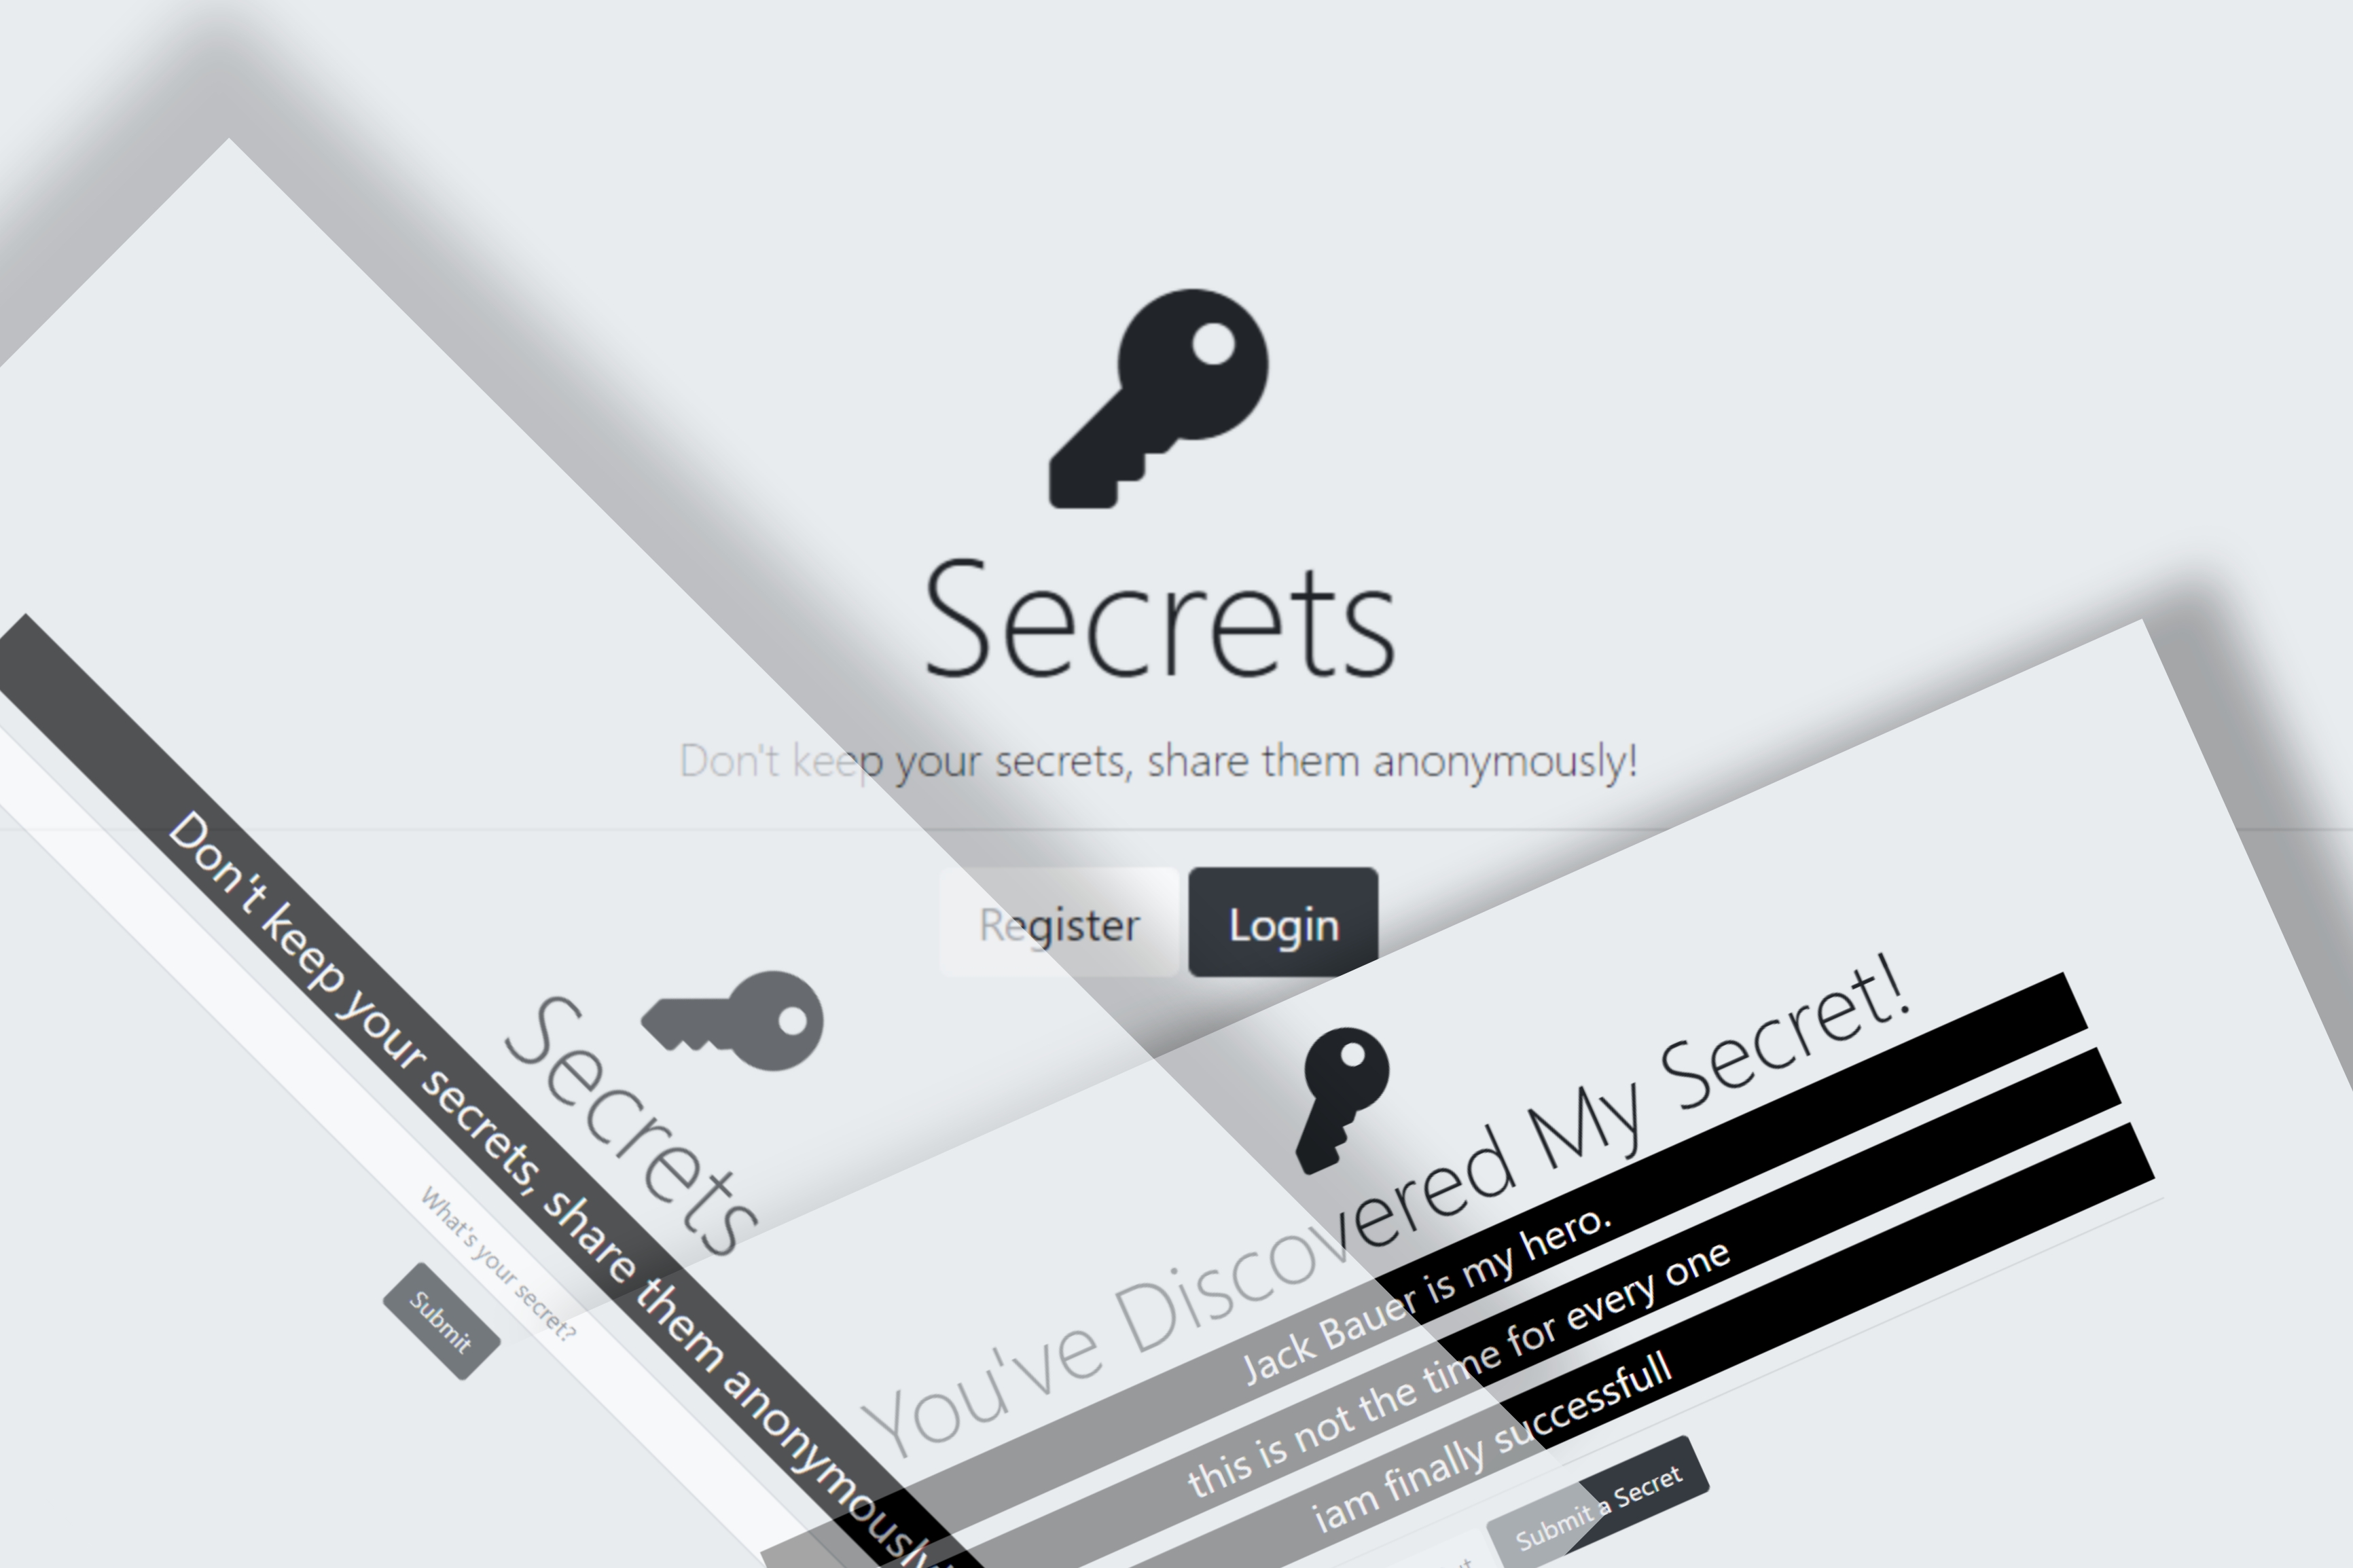 Secrets
Don't keep your secrets, share them anonymously!
Register
Login
Secrets
Don't keep your secrets, share them anonymously!
What's your secret?
Submit
You've Discovered My Secret!
Jack Bauer is my hero.
this is not the time for every one
iam finally successfull
Submit a Secret